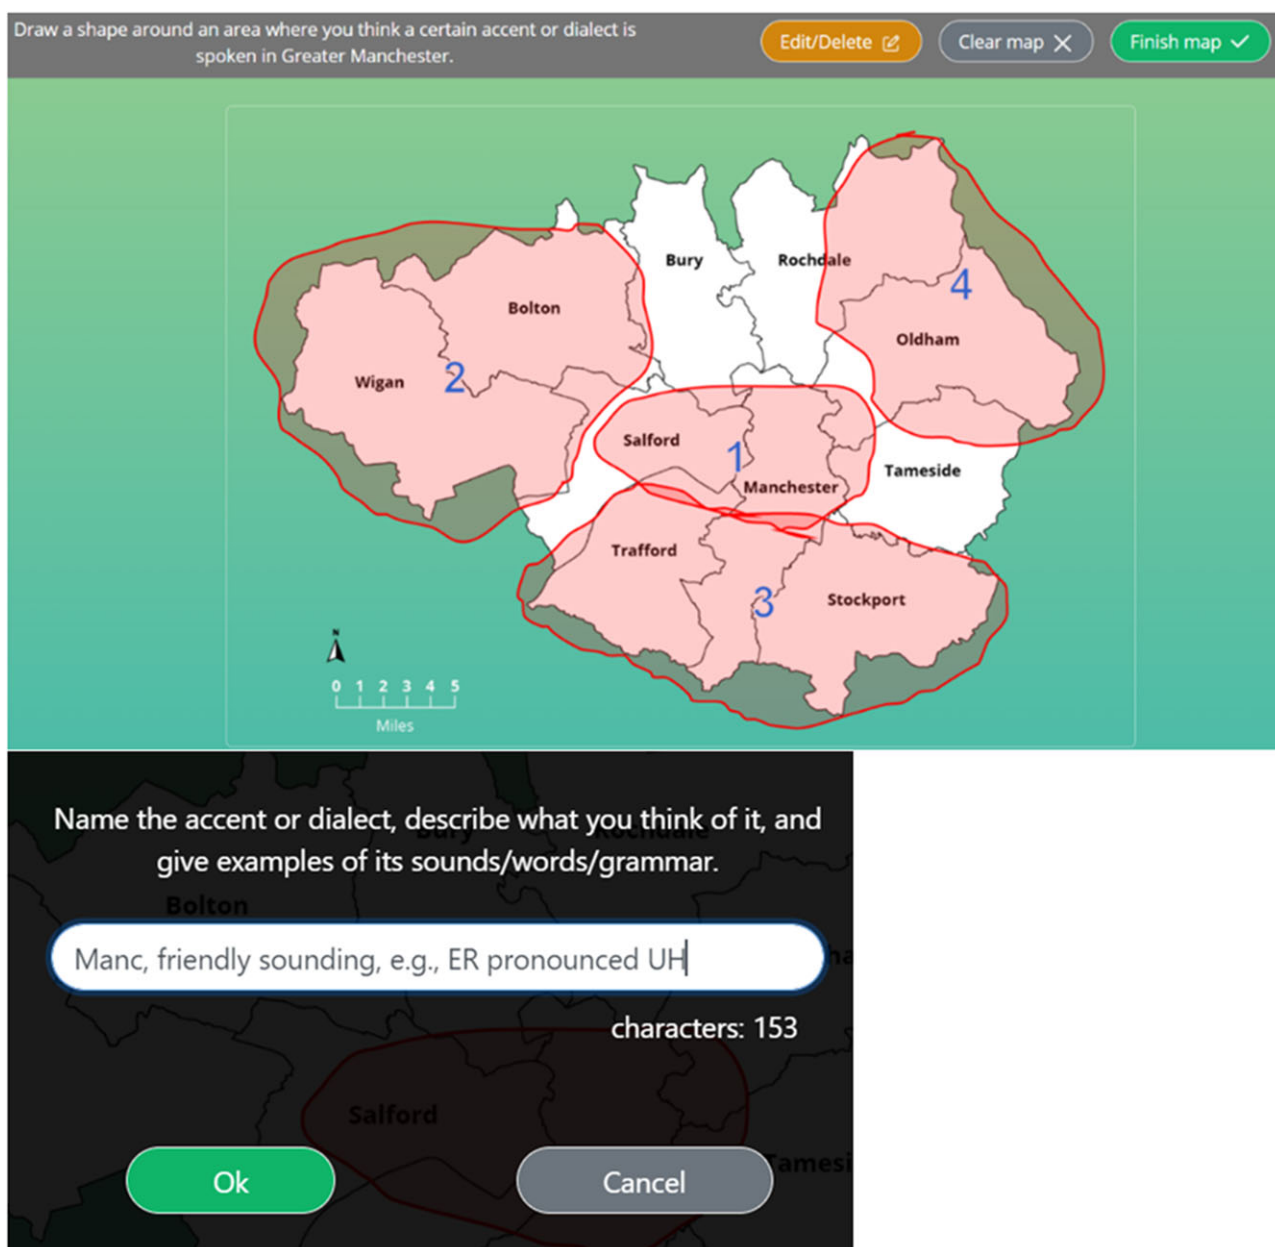 Draw a shape around an area where you think a certain accent or dialect is
spoken in Greater Manchester.
Edit/Delete
Clear map
Finish map
Bury
Rochdale
4
Bolton
Oldham
Wigan
2
Salford
1
Tameside
Manchester
Trafford
3
Stockport
N
0 1 2 3 4 5
Miles
Name the accent or dialect, describe what you think of it, and
give examples of its sounds/words/grammar.
Bolton
Manc, friendly sounding, e.g., ER pronounced UH
characters: 153
Salford
Tamesi
Ok
Cancel